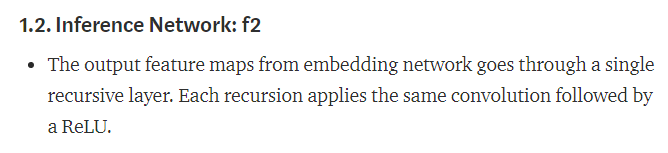 1.2. Inference Network: f2
• The output feature maps from embedding network goes through a single
recursive layer. Each recursion applies the same convolution followed by
a ReLU.